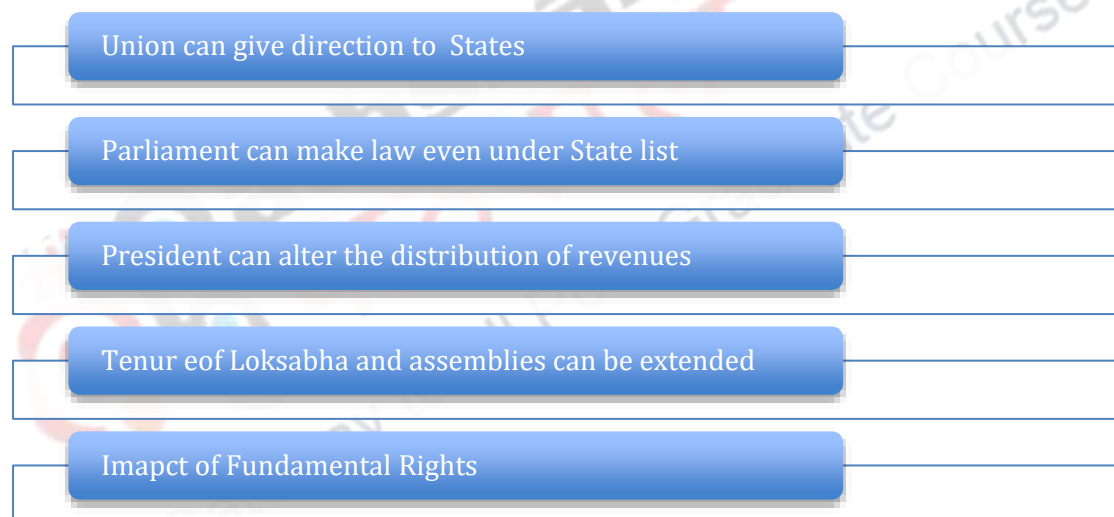 Union can give direction to States
Parliament can make law even under State list
President can alter the distribution of revenues
Tenur eof Loksabha and assemblies can be extended
Imapct of Fundamental Rights